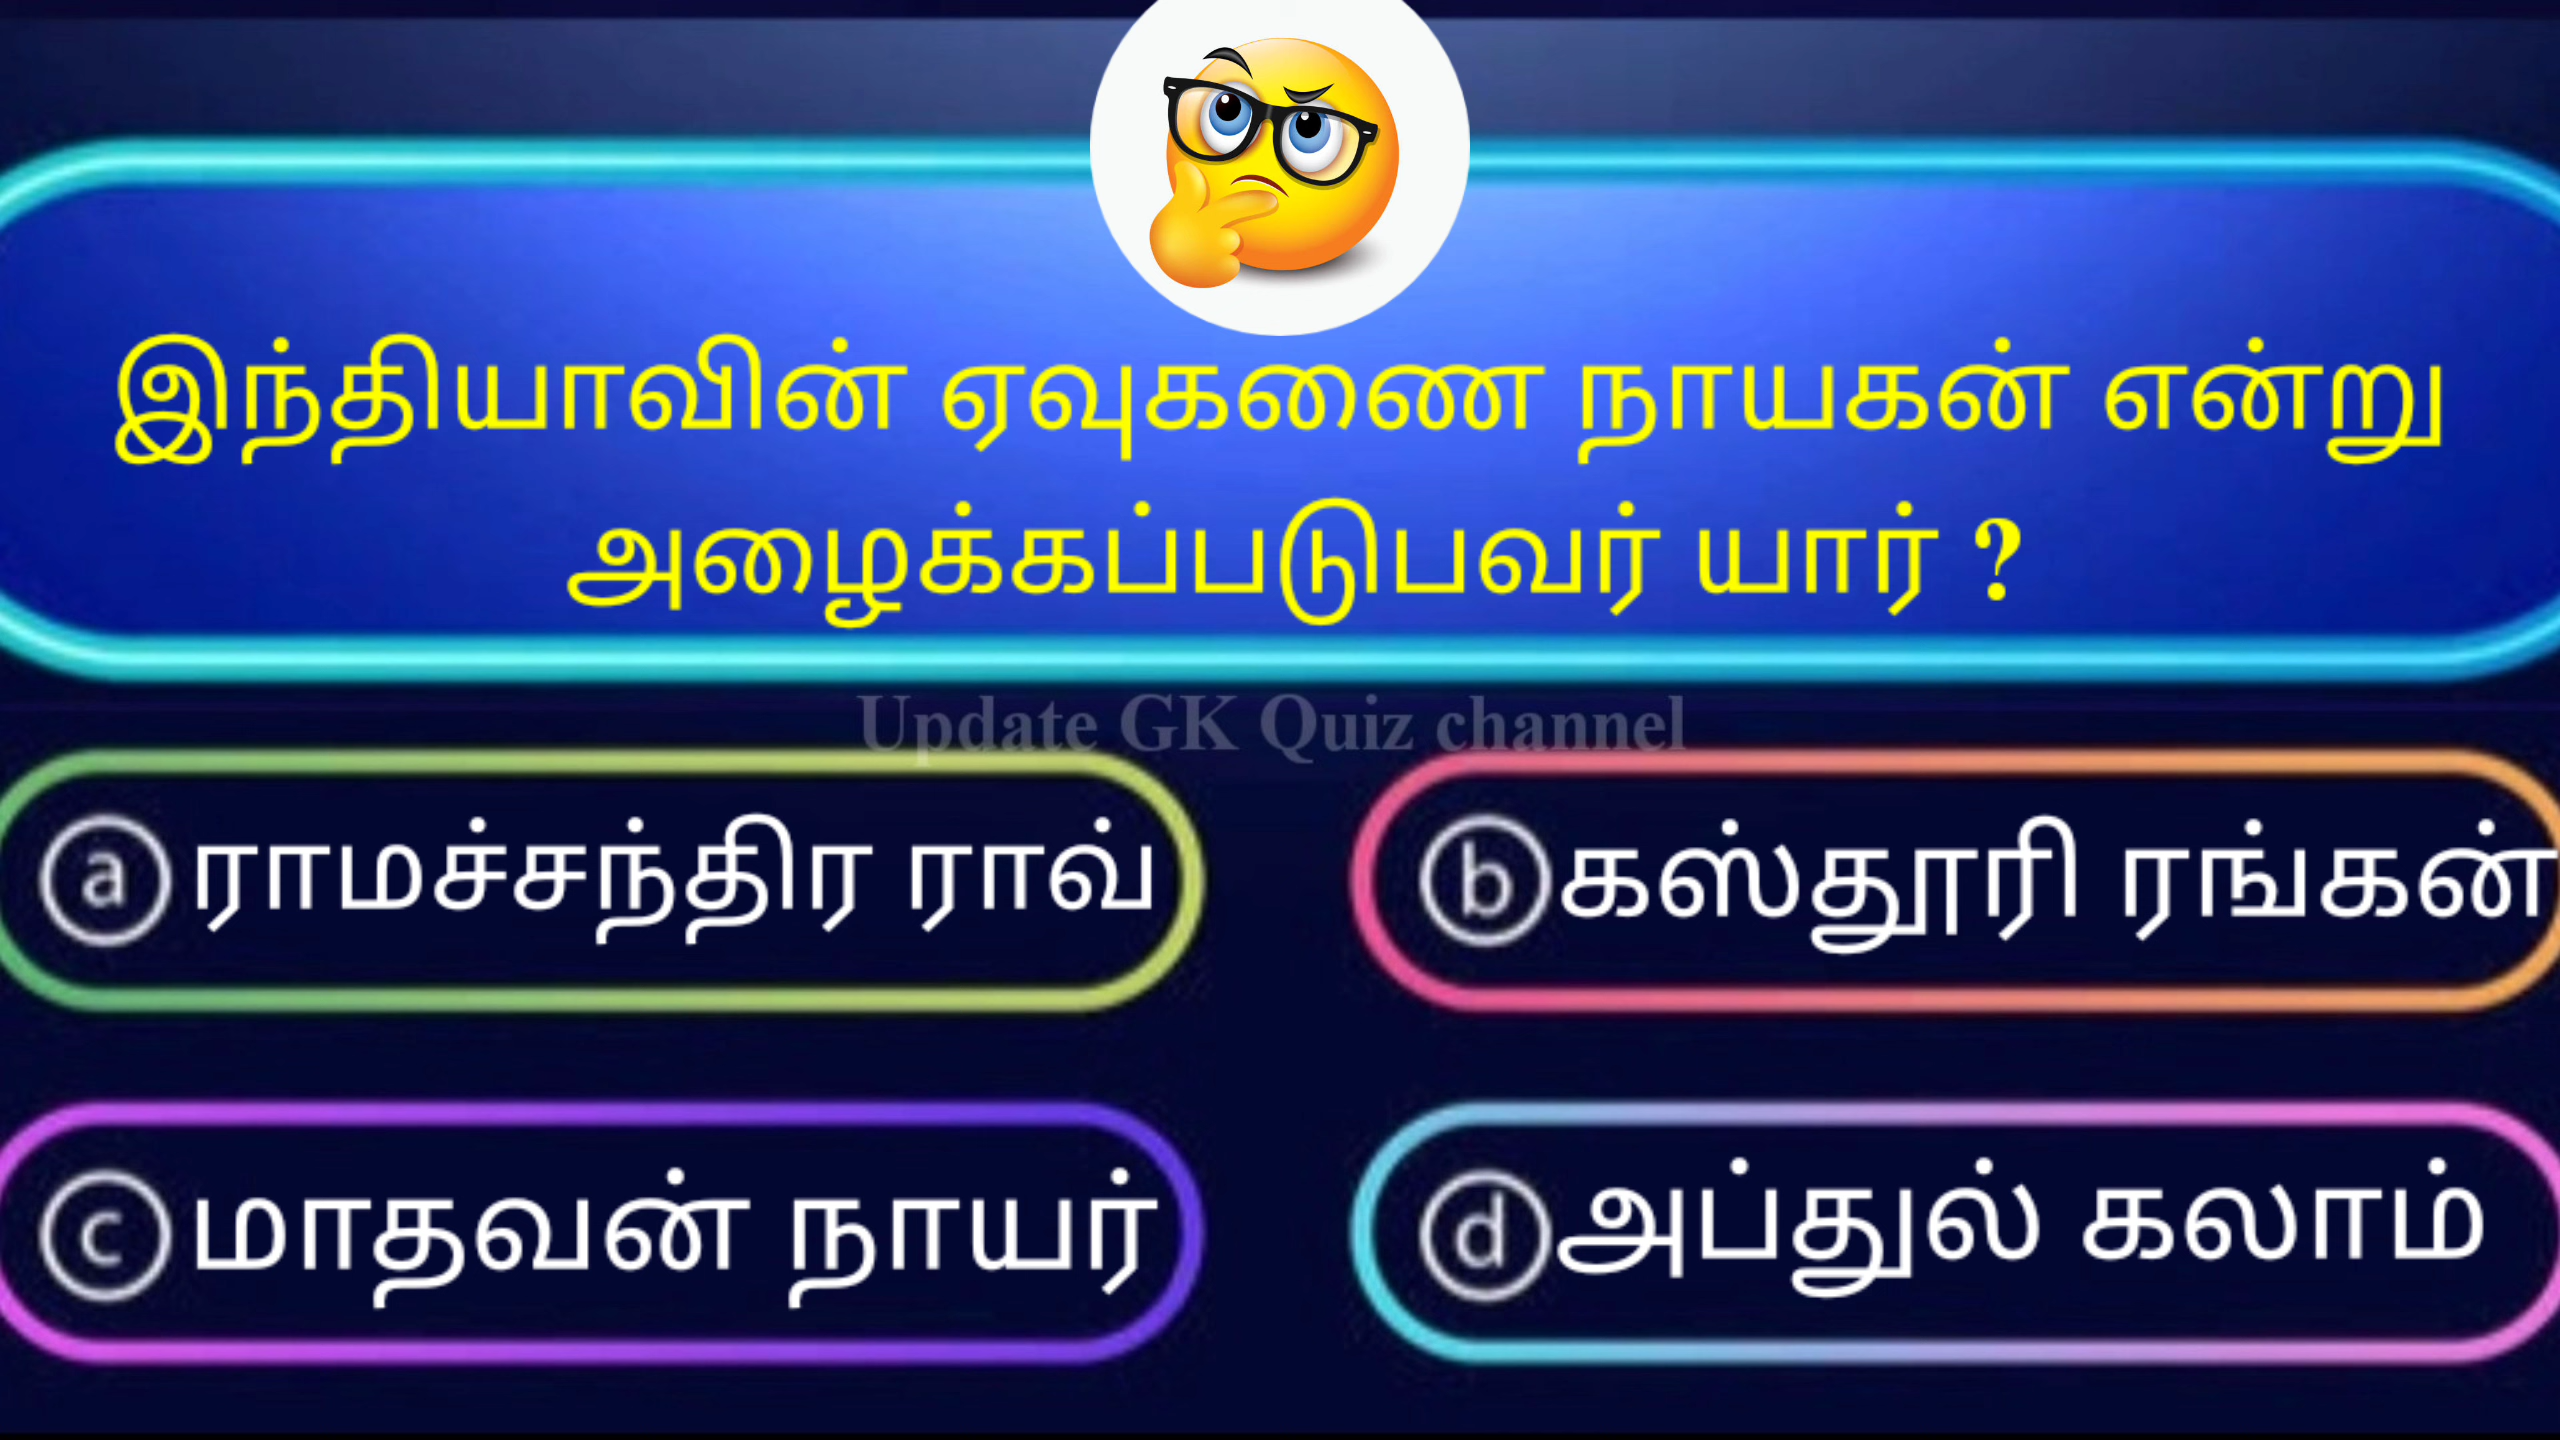 இந்தியாவின் ஏவுகணை நாயகன் என்று
அழைக்கப்படுபவர் யார் ?
Update GK Quiz channel
a ராமச்சந்திர ராவ்
b கஸ்தூரி ரங்கன்
c மாதவன் நாயர்
d அப்துல் கலாம்